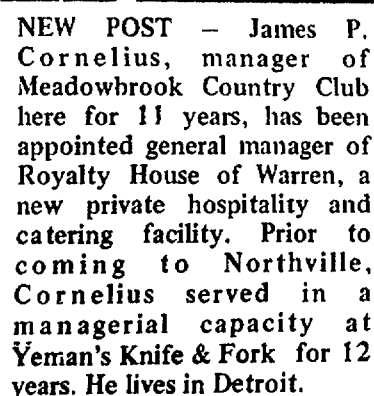 NEW POST — James P.
Cornelius, manager of
Meadowbrook Country Club
here for 11 years, has been
appointed general manager of
Royalty House of Warren, a
new private hospitality and
catering facility. Prior to
coming to Northville,
Cornelius served in a
managerial capacity at
Yeman's Knife & Fork for 12
years. He lives in Detroit.